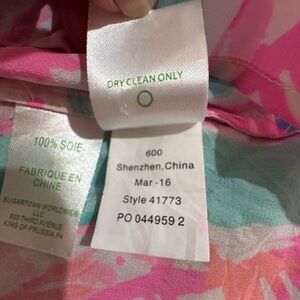 DRY CLEAN ONLY
100% SOIE
FABRIQUE EN
CHINE
SUGARTOWN WORLDWIDE
LLC
800 THIRD AVENUE
KING OF PRUSSIA, PA
600
Shenzhen,China
Mar -16
Style 41773
PO 044959 2